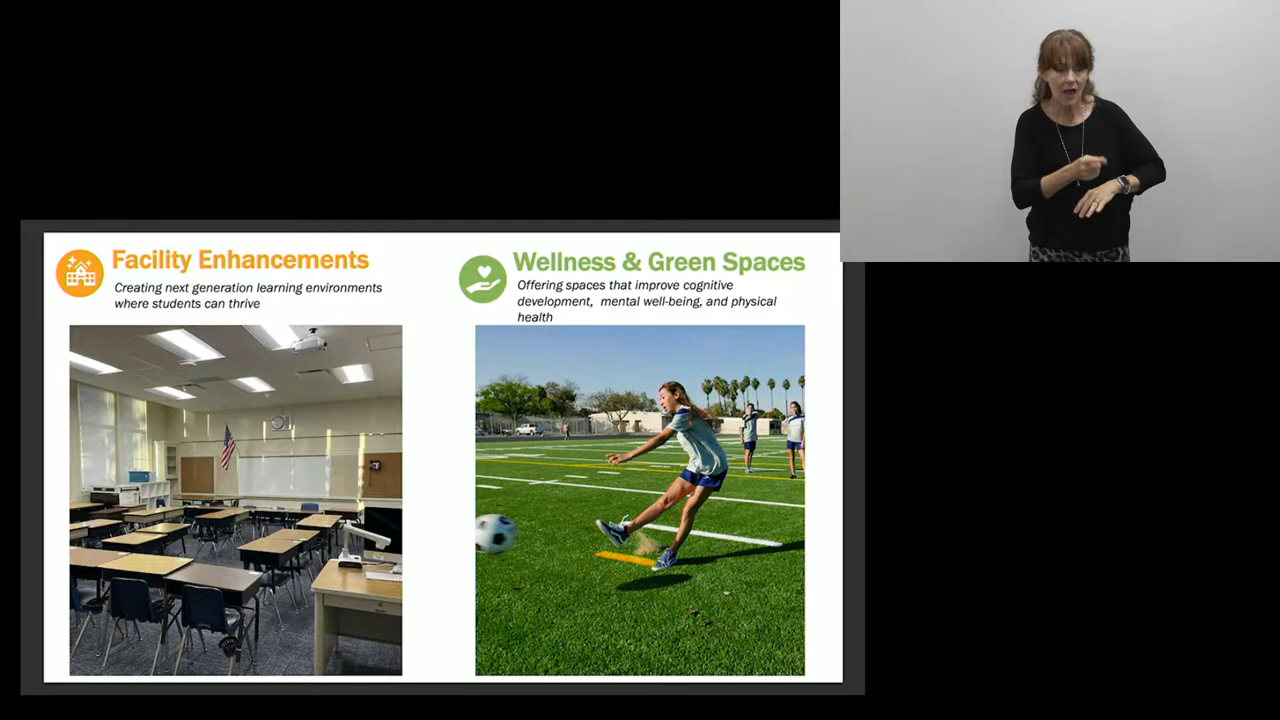 Facility Enhancements
Creating next generation learning environments
where students can thrive
Wellness & Green Spaces
Offering spaces that improve cognitive
development, mental well-being, and physical
health